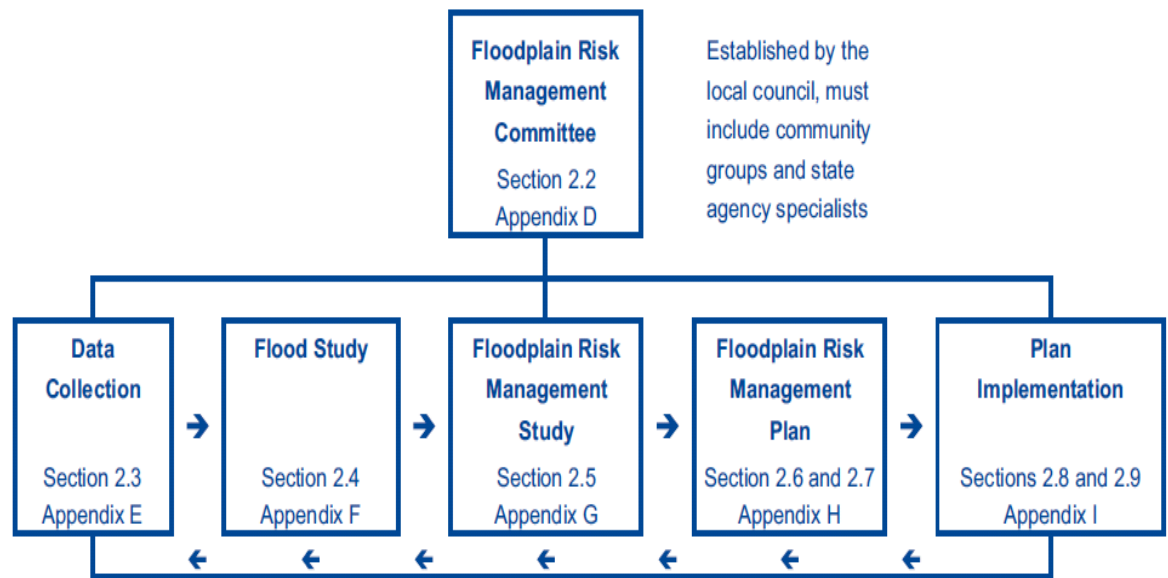 Floodplain Risk
Management
Committee
Section 2.2
Appendix D
Established by the
local council, must
include community
groups and state
agency specialists
Data
Collection
Section 2.3
Appendix E
Flood Study
Section 2.4
Appendix F
Floodplain Risk
Management
Study
Section 2.5
Appendix G
Floodplain Risk
Management
Plan
Section 2.6 and 2.7
Appendix H
Plan
Implementation
Sections 2.8 and 2.9
Appendix I